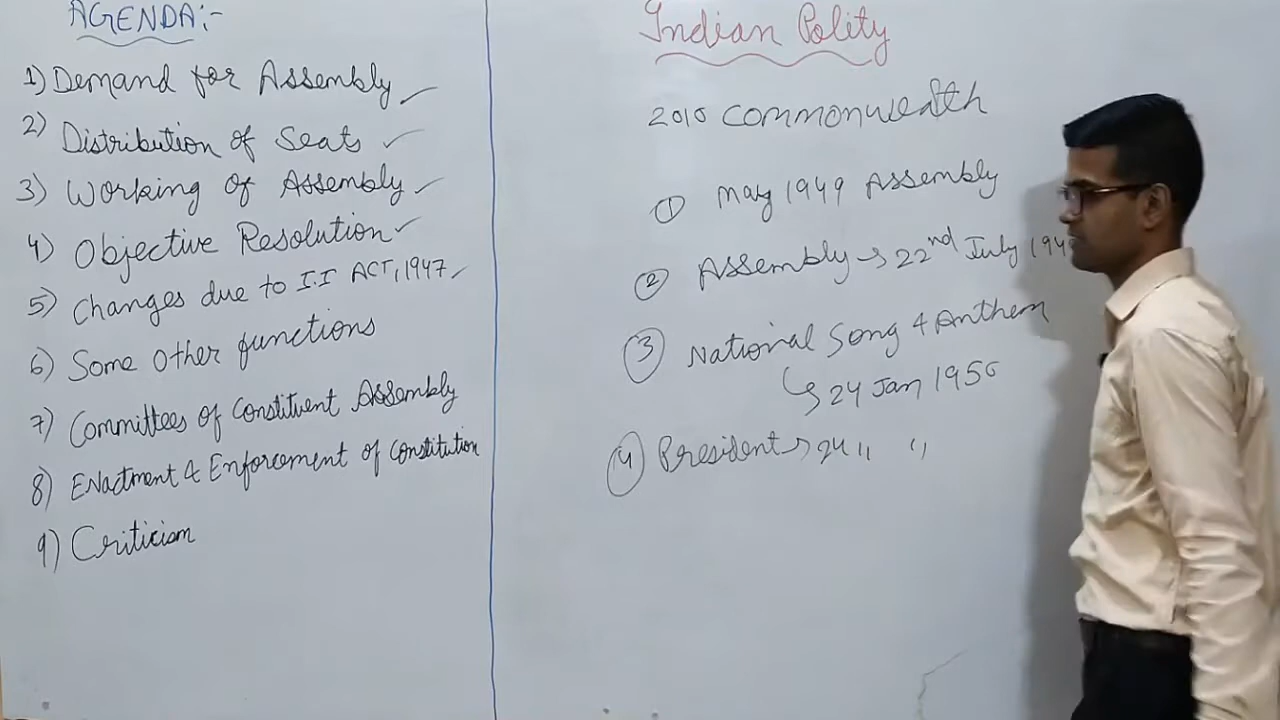 AGENDA:-
1) Demand for Assembly
2) Distribution of Seats
3) Working of Assembly
4) Objective Resolution
5) Changes due to I.I ACT, 1947
6) Some Other functions
7) Committees of Constituent Assembly
8) Enactment & Enforcement of Constitution
9) Criticism
Indian Polity
2010 Commonwealth
① May 1949 Assembly
② Assembly → 22nd July
③ National Song & Anthem
↳ 24 Jan 1950
④ President → 24 " "